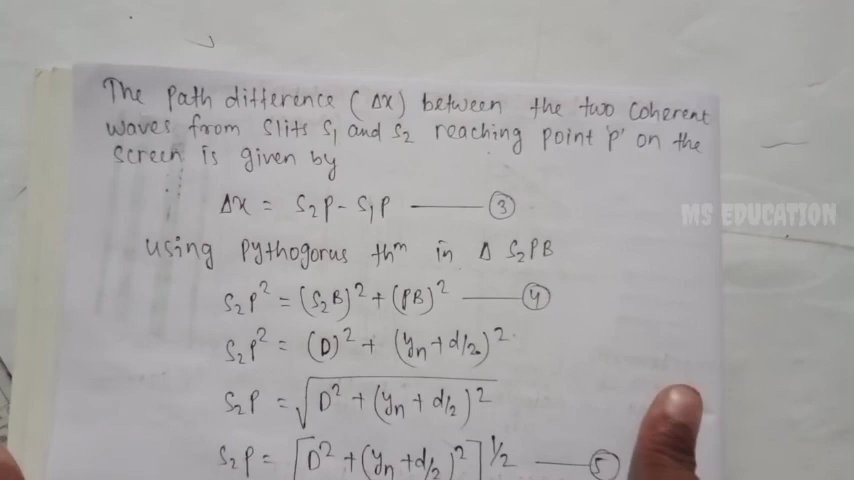 The path difference (Δx) between the two coherent
waves from slits S₁ and S₂ reaching point 'p' on the
screen is given by
Δx = S₂P - S₁P —— ③
MS EDUCATION
using pythogorus thᵐ in Δ S₂PB
S₂P² = (S₂B)² + (PB)² —— ④
S₂P² = (D)² + (yₙ + d/2)²
S₂P = √D² + (yₙ + d/2)²
S₂P = [D² + (yₙ + d/2)²]^1/2 —— ⑤